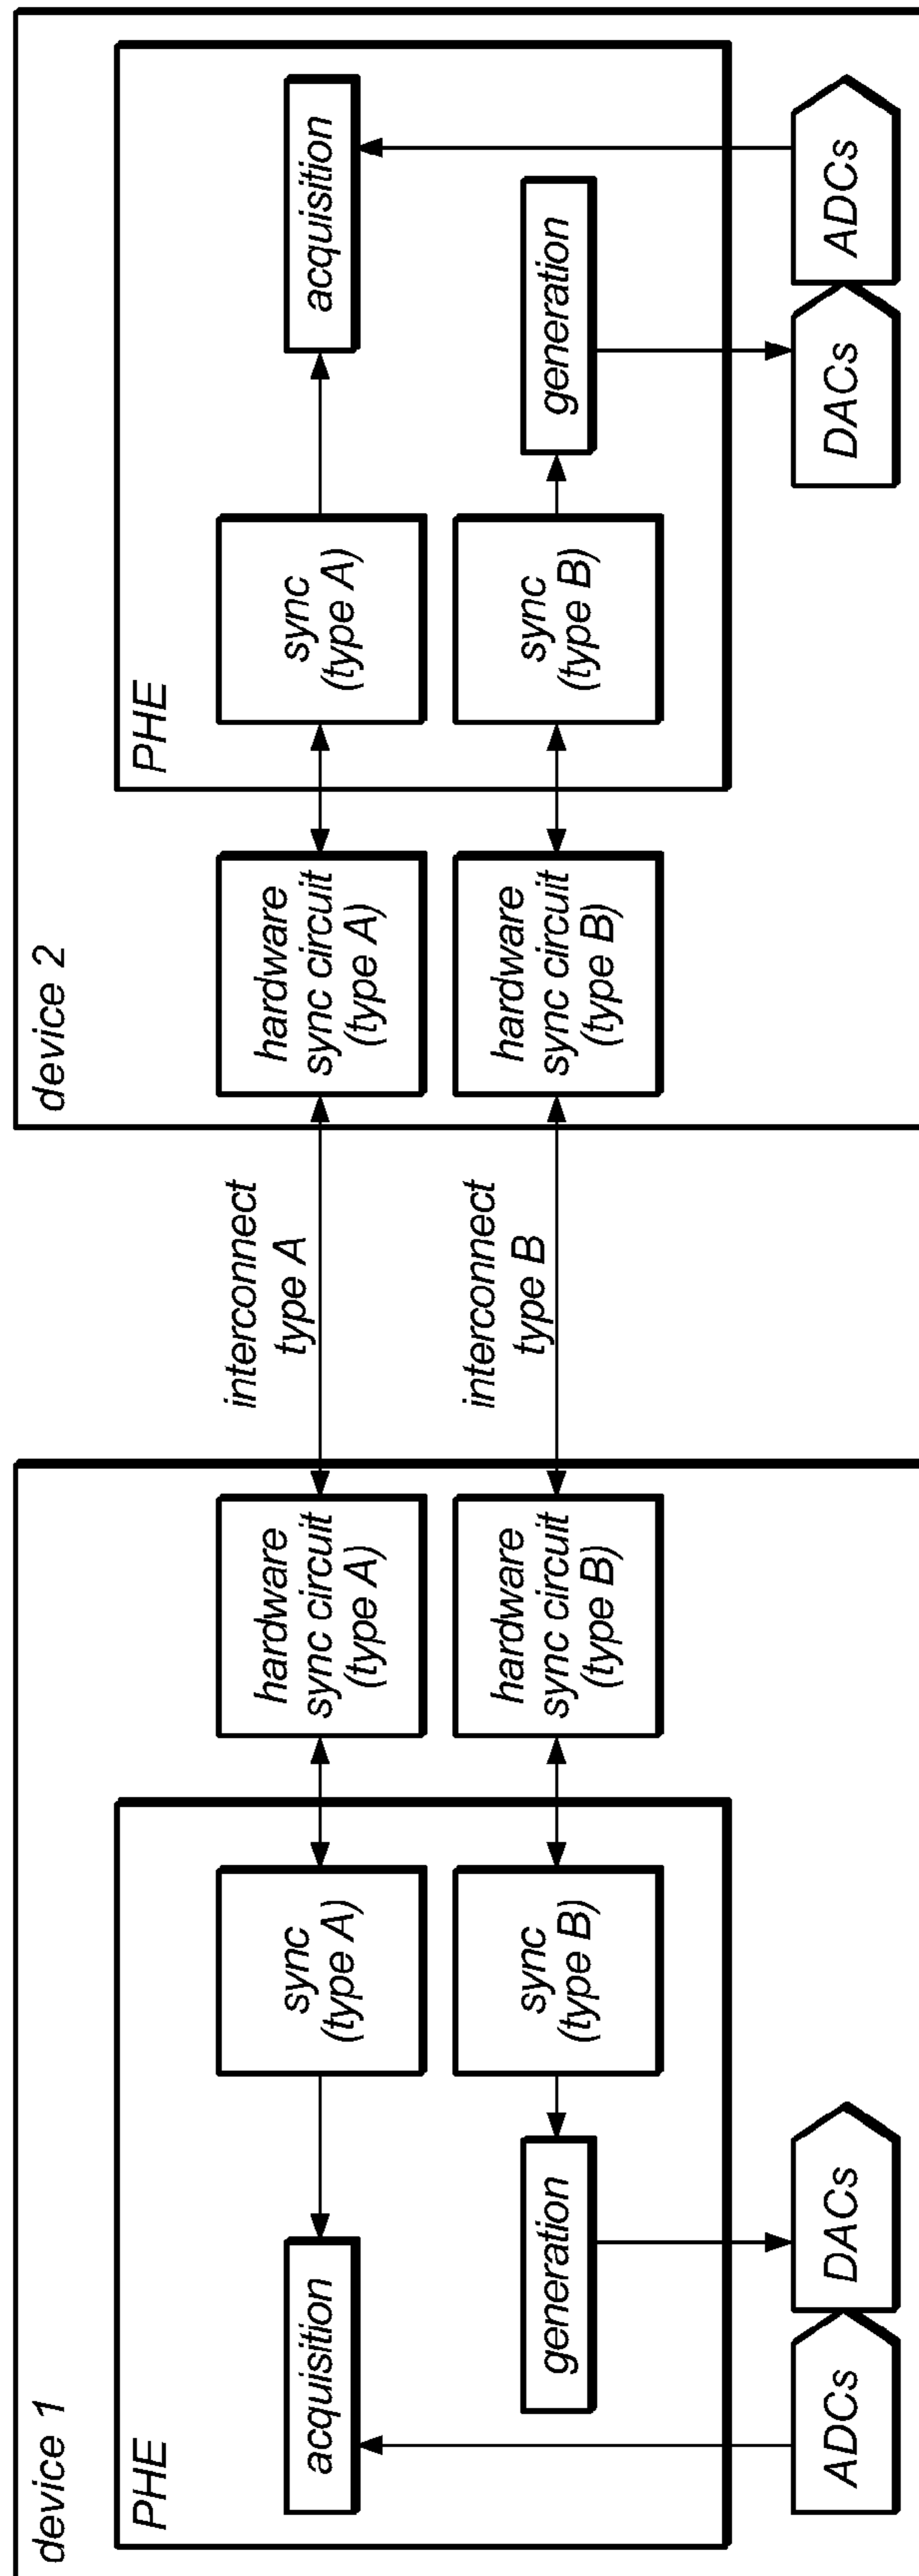 device 1
PHE
acquisition
sync
(type A)
hardware
sync circuit
(type A)
generation
sync
(type B)
hardware
sync circuit
(type B)
ADCs
DACs
interconnect
type A
interconnect
type B
device 2
PHE
hardware
sync circuit
(type A)
sync
(type A)
acquisition
hardware
sync circuit
(type B)
sync
(type B)
generation
DACs
ADCs